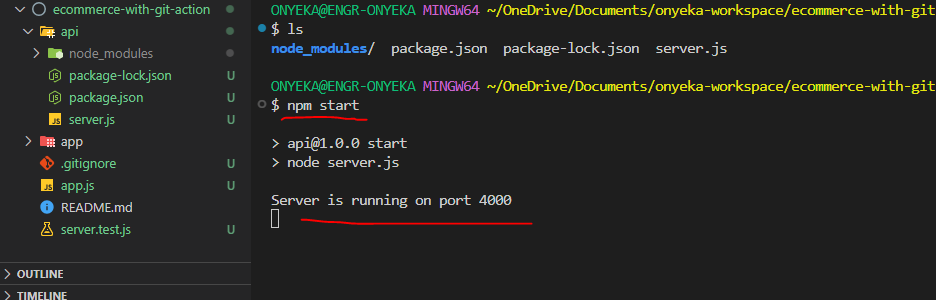 ecommerce-with-git-action
api
node_modules
package-lock.json U
package.json U
server.js U
app
.gitignore U
app.js U
README.md
server.test.js U
OUTLINE
TIMELINE
ONYEKA@ENGR-ONYEKA MINGW64 ~/OneDrive/Documents/onyeka-workspace/ecommerce-with-git
$ ls
node_modules/ package.json package-lock.json server.js
ONYEKA@ENGR-ONYEKA MINGW64 ~/OneDrive/Documents/onyeka-workspace/ecommerce-with-git
$ npm start
> api@1.0.0 start
> node server.js
Server is running on port 4000